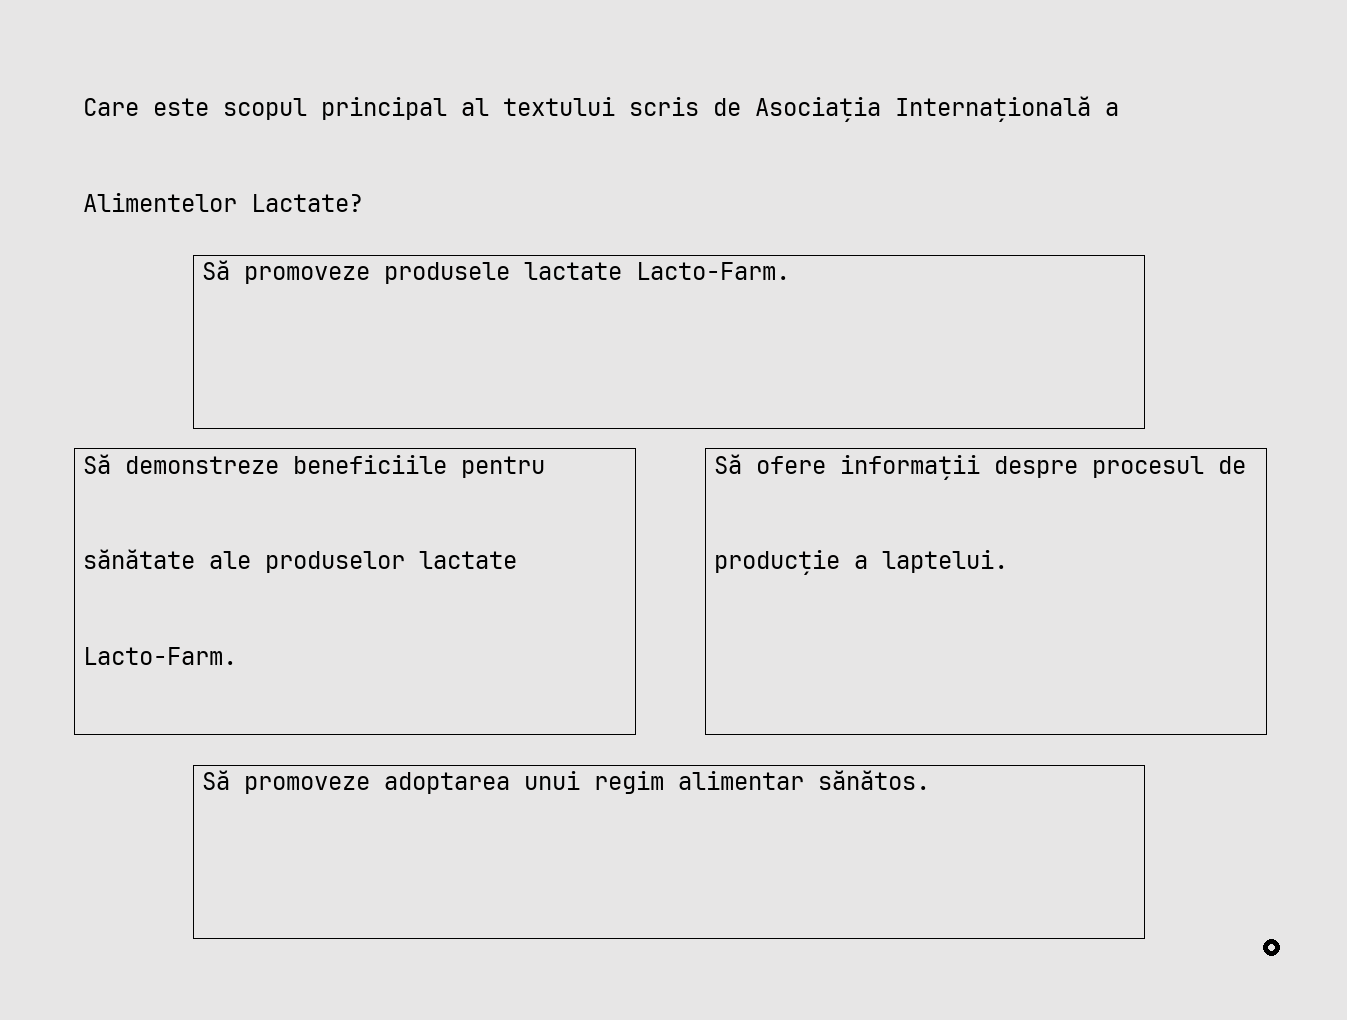 Care este scopul principal al textului scris de Asociația Internațională a
Alimentelor Lactate?
Să promoveze produsele lactate Lacto-Farm.
Să demonstreze beneficiile pentru
sănătate ale produselor lactate
Lacto-Farm.
Să ofere informații despre procesul de
producție a laptelui.
Să promoveze adoptarea unui regim alimentar sănătos.